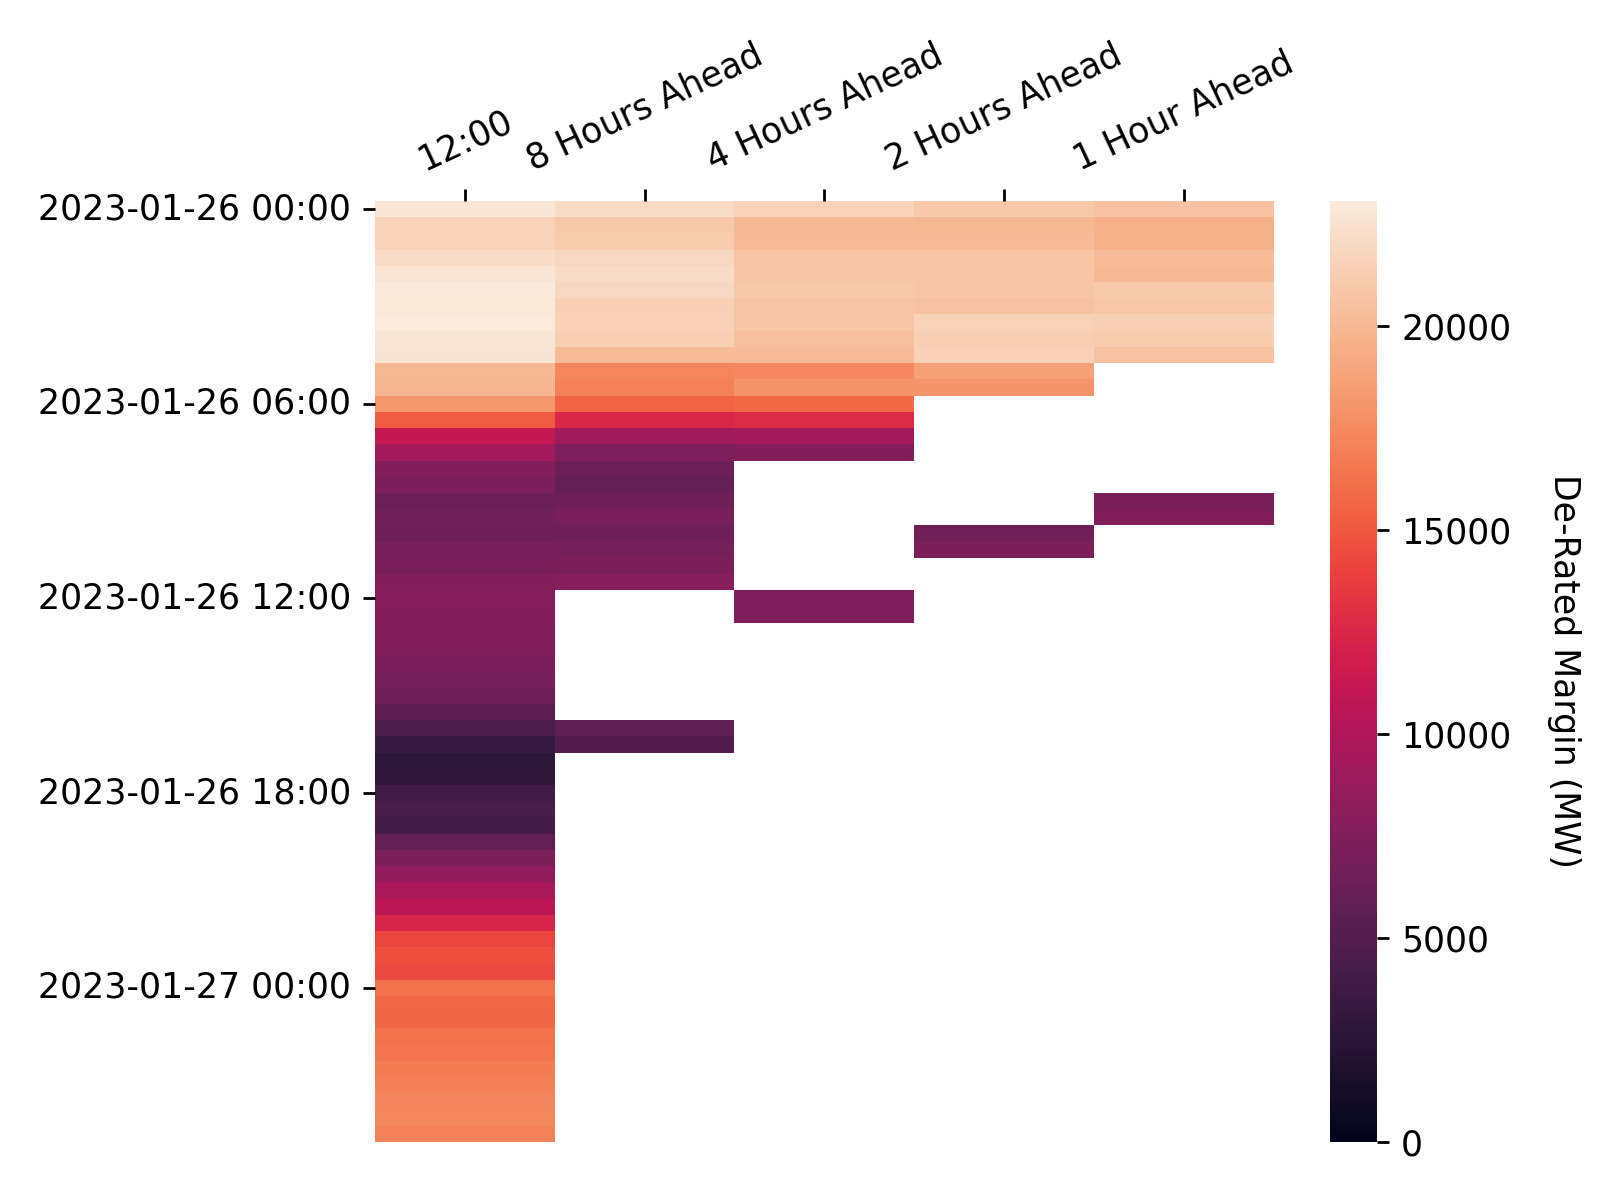 12:00
8 Hours Ahead
4 Hours Ahead
2 Hours Ahead
1 Hour Ahead
2023-01-26 00:00
2023-01-26 06:00
2023-01-26 12:00
2023-01-26 18:00
2023-01-27 00:00
20000
15000
10000
5000
0
De-Rated Margin (MW)